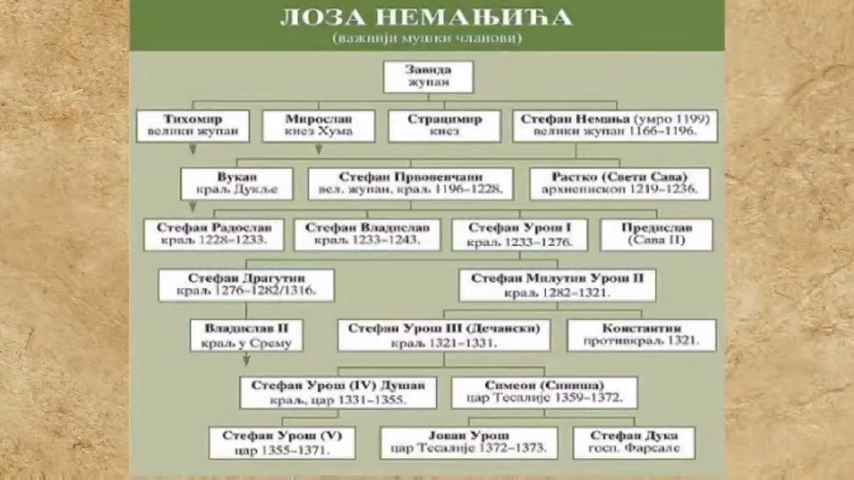 ЛОЗА НЕМАЊИЋА
(важнији мушки чланови)
Завида
жупан
Тихомир
велики жупан
Мирослав
кнез Хума
Страцимир
кнез
Стефан Немања (умро 1199)
велики жупан 1166–1196.
Вукан
краљ Дукље
Стефан Првовенчани
вел. жупан, краљ 1196–1228.
Растко (Свети Сава)
архиепископ 1219–1236.
Стефан Радослав
краљ 1228–1233.
Стефан Владислав
краљ 1233–1243.
Стефан Урош I
краљ 1233–1276.
Предислав
(Сава II)
Стефан Драгутин
краљ 1276–1282/1316.
Стефан Милутин Урош II
краљ 1282–1321.
Владислав II
краљ у Срему
Стефан Урош III (Дечански)
краљ 1321–1331.
Константин
противкраљ 1321.
Стефан Урош (IV) Душан
краљ, цар 1331–1355.
Симеон (Синиша)
цар Тесалије 1359–1372.
Стефан Урош (V)
цар 1355–1371.
Јован Урош
цар Тесалије 1372–1373.
Стефан Дука
госп. Фарсале